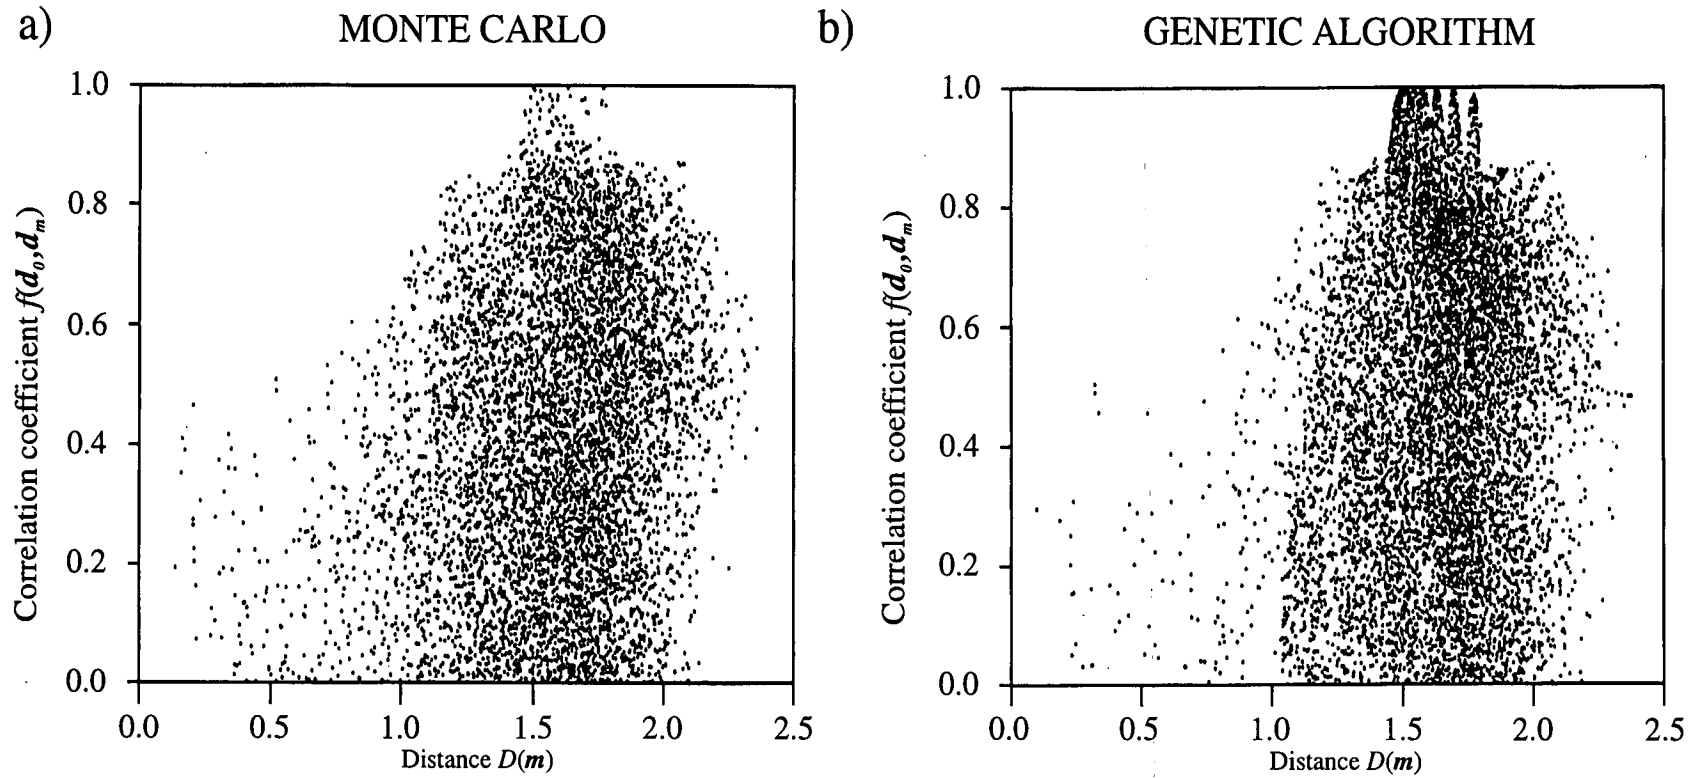 a) MONTE CARLO
1.0
0.8
0.6
0.4
0.2
0.0
Correlation coefficient f(d₀,dₘ)
0.0 0.5 1.0 1.5 2.0 2.5
Distance D(m)
b) GENETIC ALGORITHM
1.0
0.8
0.6
0.4
0.2
0.0
Correlation coefficient f(d₀,dₘ)
0.0 0.5 1.0 1.5 2.0 2.5
Distance D(m)